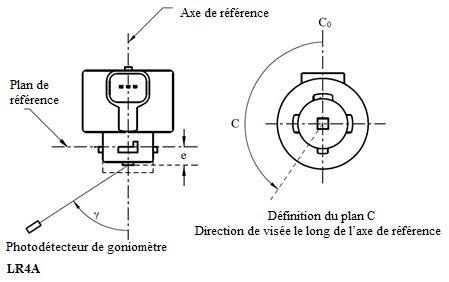 Axe de référence
C₀
Plan de
référence
C
e
γ
Définition du plan C
Direction de visée le long de l'axe de référence
Photodétecteur de goniomètre
LR4A